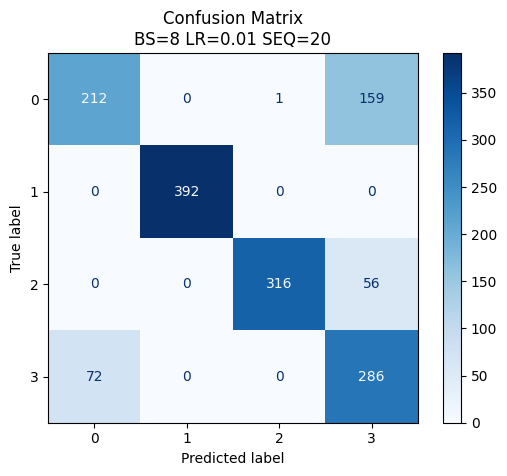 Confusion Matrix
BS=8 LR=0.01 SEQ=20
True label
0 212 0 1 159
1 0 392 0 0
2 0 0 316 56
3 72 0 0 286
0 1 2 3
Predicted label
350
300
250
200
150
100
50
0